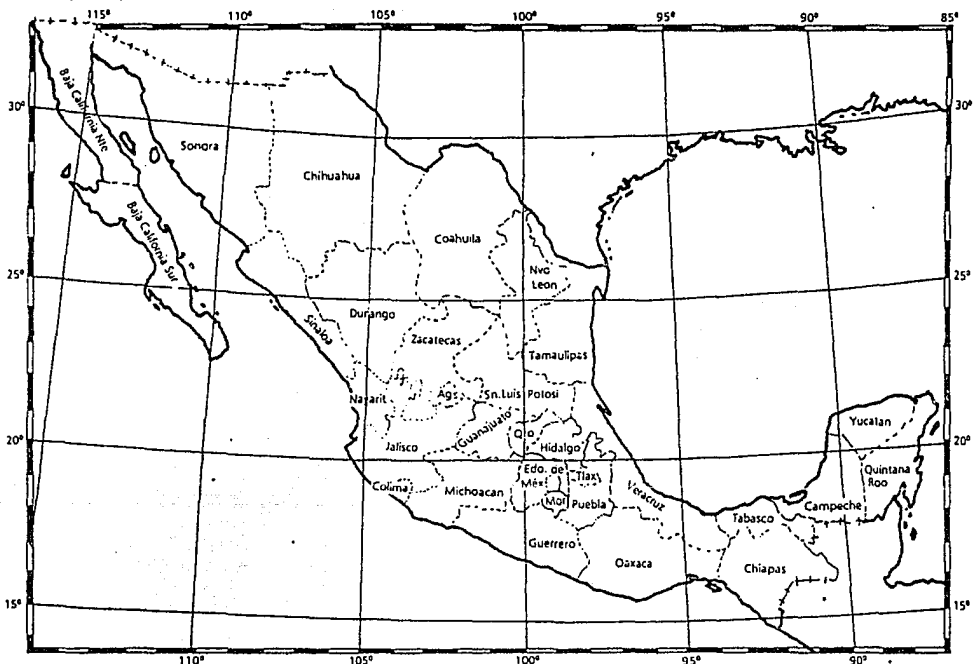 115° 110° 105° 100° 95° 90° 85°
30° 30°
Baja California Nte
Sonora
Chihuahua
Coahuila
Baja California Sur
Nvo
Leon
25° 25°
Sinaloa
Durango
Zacatecas
Tamaulipas
Nayarit
Ags.
Sn.Luis Potosi
Guanajuato
Qro
Hidalgo
Jalisco
20° 20°
Yucatan
Quintana
Roo
Colima
Michoacan
Edo. de
Méx
Tlax
Mor
Puebla
Veracruz
Tabasco
Campeche
Guerrero
Oaxaca
Chiapas
15° 15°
110° 105° 100° 95° 90°